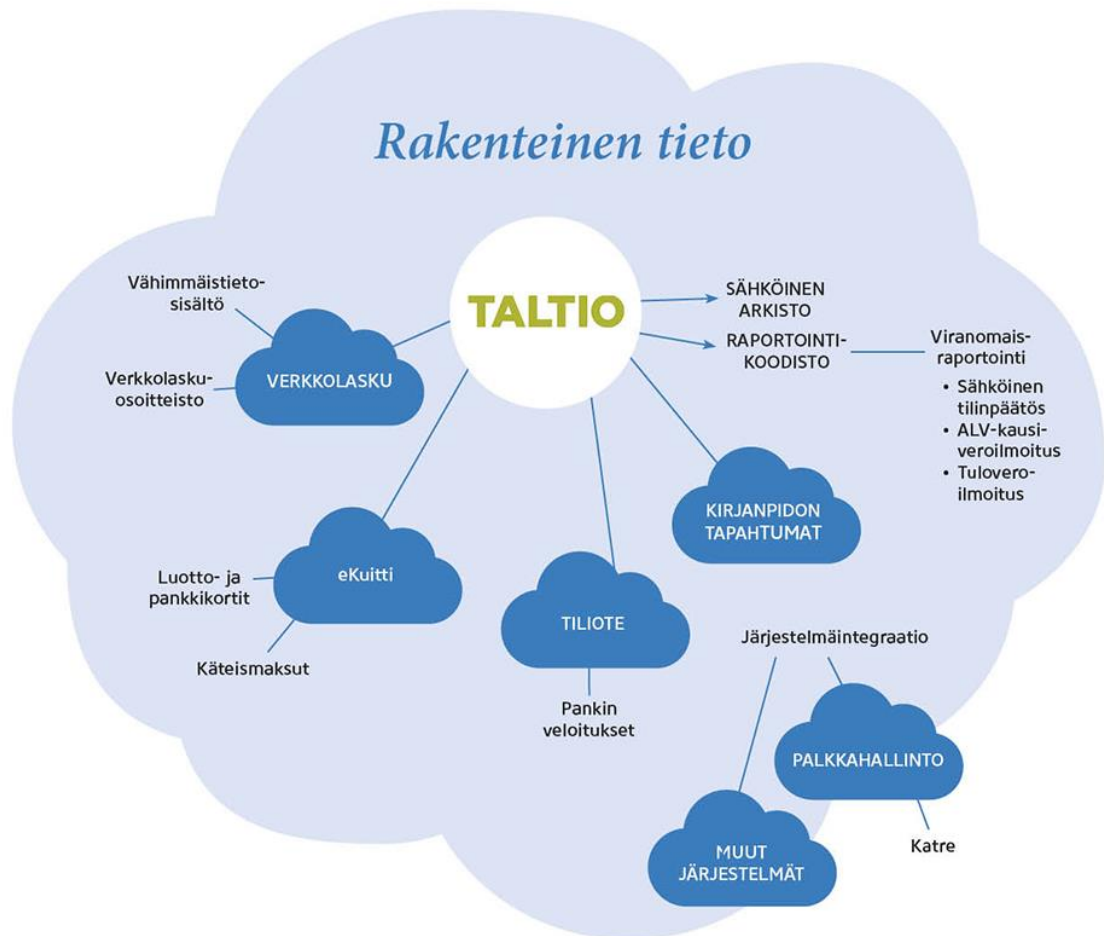 Rakenteinen tieto
TALTIO
Vähimmäistieto-
sisältö
Verkkolasku-
osoitteisto
VERKKOLASKU
SÄHKÖINEN
ARKISTO
RAPORTOINTI-
KOODISTO
Viranomais-
raportointi
• Sähköinen
tilinpäätös
• ALV-kausi-
veroilmoitus
• Tulovero-
ilmoitus
KIRJANPIDON
TAPAHTUMAT
eKuitti
Luotto- ja
pankkikortit
Käteismaksut
TILIOTE
Pankin
veloitukset
Järjestelmäintegraatio
PALKKAHALLINTO
Katre
MUUT
JÄRJESTELMÄT